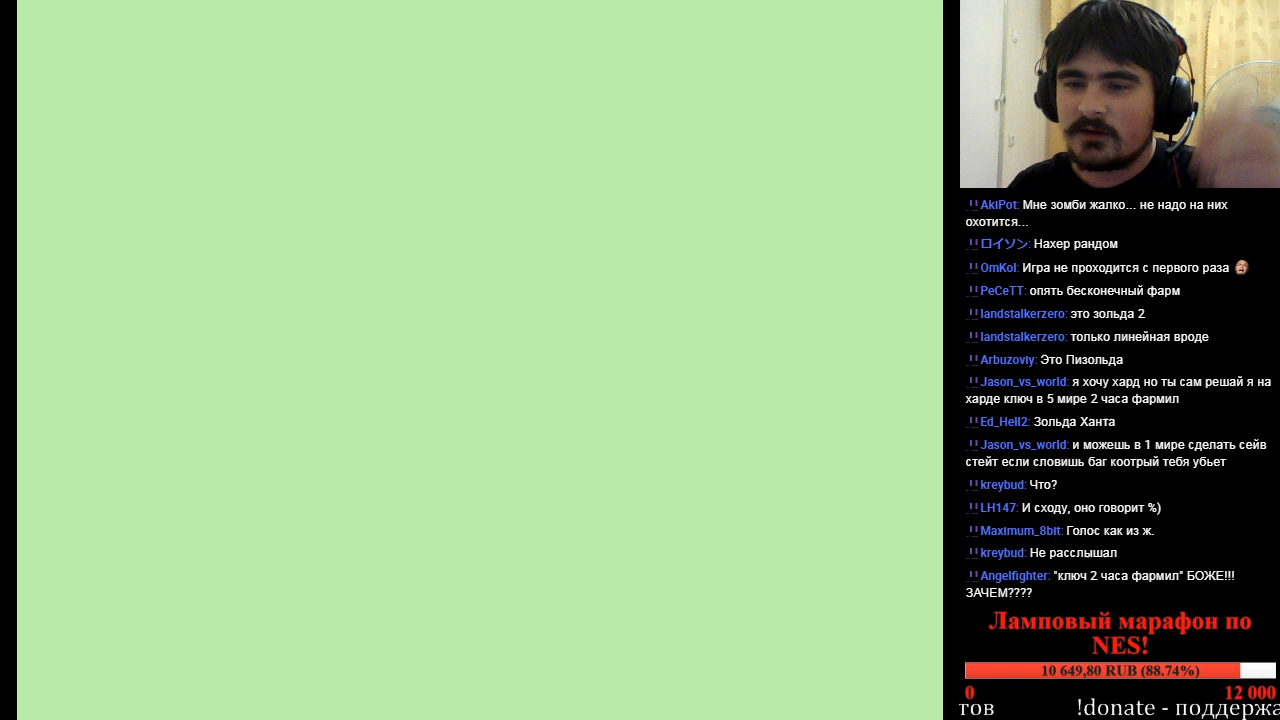 AkiPot: Мне зомби жалко... не надо на них
охотится...
ロイソン: Нахер рандом
OmKol: Игра не проходится с первого раза
PeCeTT: опять бесконечный фарм
landstalkerzero: это зольда 2
landstalkerzero: только линейная вроде
Arbuzoviy: Это Пизольда
Jason_vs_world: я хочу хард но ты сам решай я на
харде ключ в 5 мире 2 часа фармил
Ed_Hell2: Зольда Ханта
Jason_vs_world: и можешь в 1 мире сделать сейв
стейт если словишь баг коотрый тебя убьет
kreybud: Что?
LH147: И сходу, оно говорит %)
Maximum_8bit: Голос как из ж.
kreybud: Не расслышал
Angelfighter: "ключ 2 часа фармил" БОЖЕ!!!
ЗАЧЕМ????
Ламповый марафон по
NES!
10 649,80 RUB (88.74%)
0 12 000
тов !donate - поддержа